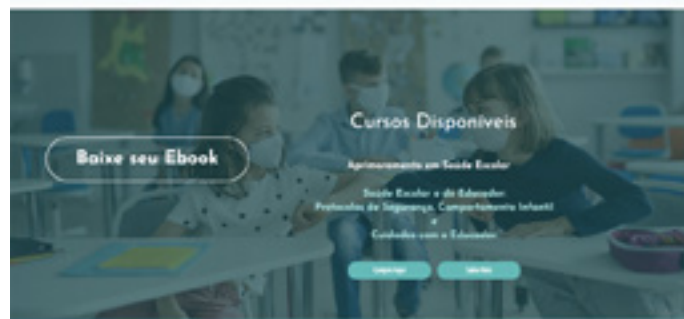 Baixe seu Ebook
Cursos Disponíveis
Aprimoramento em Saúde Escolar
Saúde Escolar e do Educador:
Protocolos de Segurança, Comportamento Infantil
e
Cuidados com o Educador.